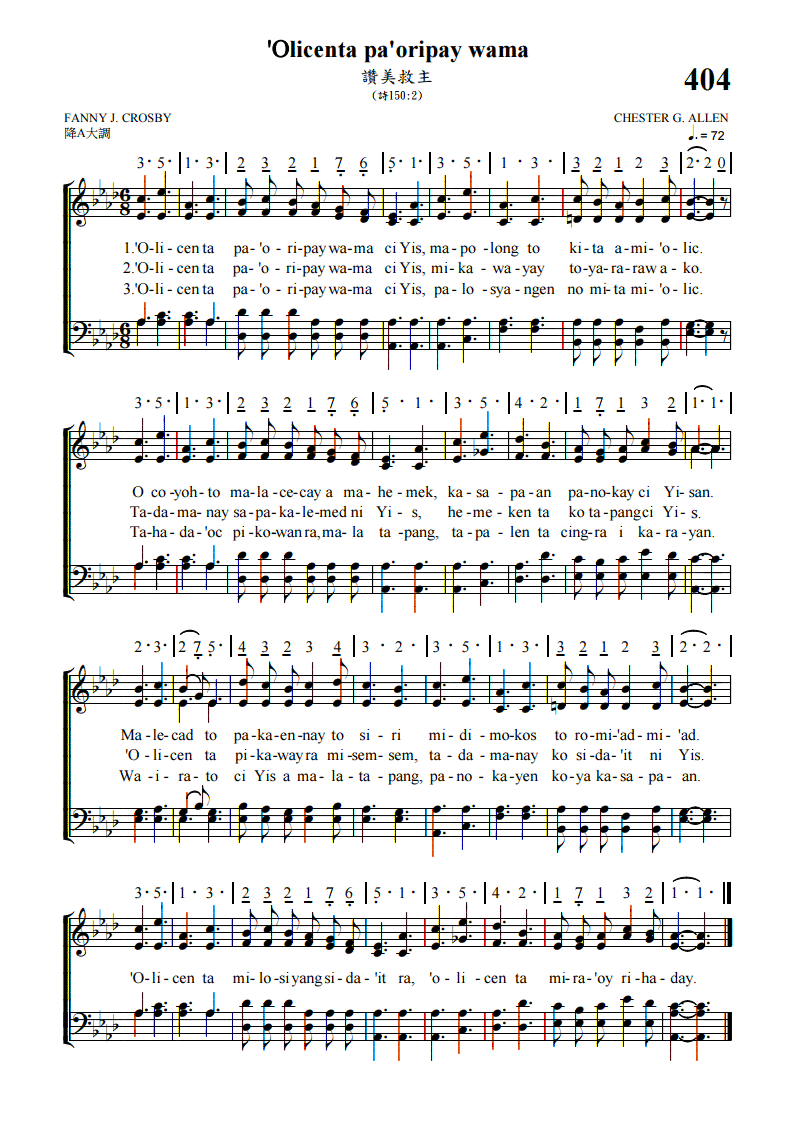 'Olicenta pa'oripay wama
讚美救主
404
(詩150:2)
FANNY J. CROSBY
CHESTER G. ALLEN
降A大調
♩. = 72
3· 5· | 1· 3· | 2 3 2 1 7 6 | 5· 1· | 3· 5· | 1· 3· | 3 2 1 2 3 | 2· 2 0 |
1.'O-li-cen ta pa-'o-ri-pay wa-ma ci Yis, ma-po-long to ki-ta a-mi-'o-lic.
2.'O-li-cen ta pa-'o-ri-pay wa-ma ci Yis, mi-ka-wa-yay to-ya-ra-raw a-ko.
3.'O-li-cen ta pa-'o-ri-pay wa-ma ci Yis, pa-lo-sya-ngen no mi-ta mi-'o-lic.
3· 5· | 1· 3· | 2 3 2 1 7 6 | 5· 1· | 3· 5· | 4· 2· | 1 7 1 3 2 | 1· 1· |
O co-yoh-to ma-la-ce-cay a ma-he-mek, ka-sa-pa-an pa-no-kay ci Yi-san.
Ta-da-ma-nay sa-pa-ka-le-med ni Yi-s, he-me-ken ta ko ta-pang ci Yi-s.
Ta-ha-da-'oc pi-ko-wan ra, ma-la ta-pang, ta-pa-len ta cing-ra i ka-ra-yan.
2· 3· | 2 7· 5· | 4 3 2 3 4 | 3· 2· | 3· 5· | 1· 3· | 3 2 1 2 3 | 2· 2· |
Ma-le-cad to pa-ka-en-nay to si-ri mi-di-mo-kos to ro-mi-'ad-mi-'ad.
'O-li-cen ta pi-ka-way ra mi-sem-sem, ta-da-ma-nay ko si-da-'it ni Yis.
Wa-i-ra-to ci Yis a ma-la-ta-pang, pa-no-ka-yen ko-ya ka-sa-pa-an.
3· 5· | 1· 3· | 2 3 2 1 7 6 | 5· 1· | 3· 5· | 4· 2· | 1 7 1 3 2 | 1· 1· |
'O-li-cen ta mi-lo-si-yang si-da-'it ra, 'o-li-cen ta mi-ra-'oy ri-ha-day.